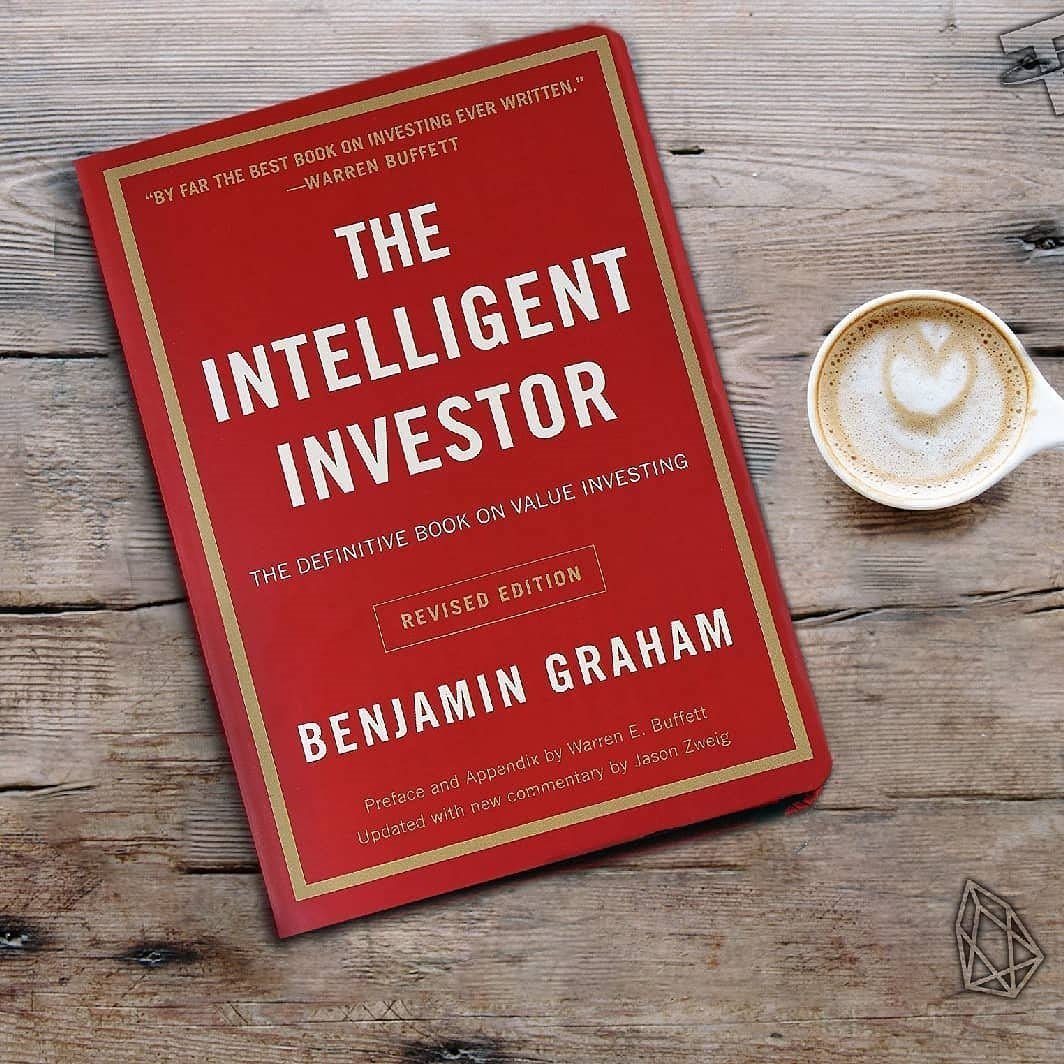 “BY FAR THE BEST BOOK ON INVESTING EVER WRITTEN.”
—WARREN BUFFETT
THE
INTELLIGENT
INVESTOR
THE DEFINITIVE BOOK ON VALUE INVESTING
REVISED EDITION
BENJAMIN GRAHAM
Preface and Appendix by Warren E. Buffett
Updated with new commentary by Jason Zweig